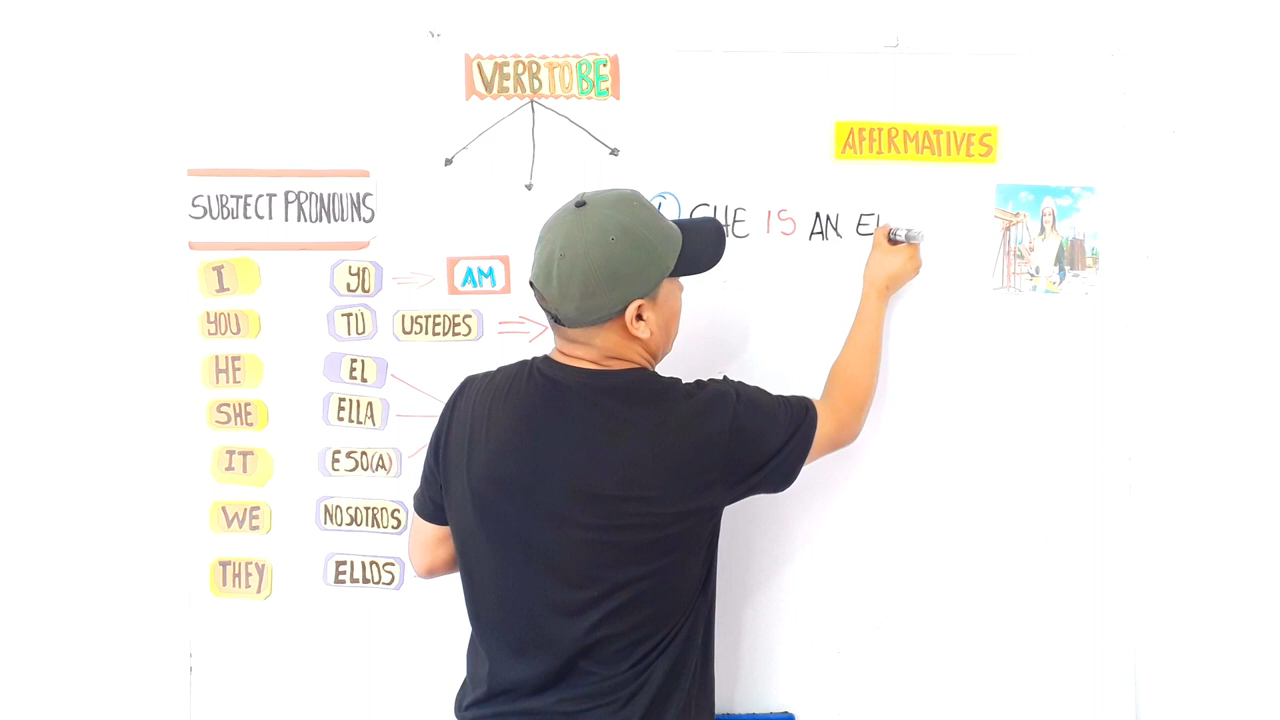 VERB TO BE
AFFIRMATIVES
SUBJECT PRONOUNS
SHE IS AN
I YO AM
YOU TÚ USTEDES
HE EL
SHE ELLA
IT ESO(A)
WE NOSOTROS
THEY ELLOS